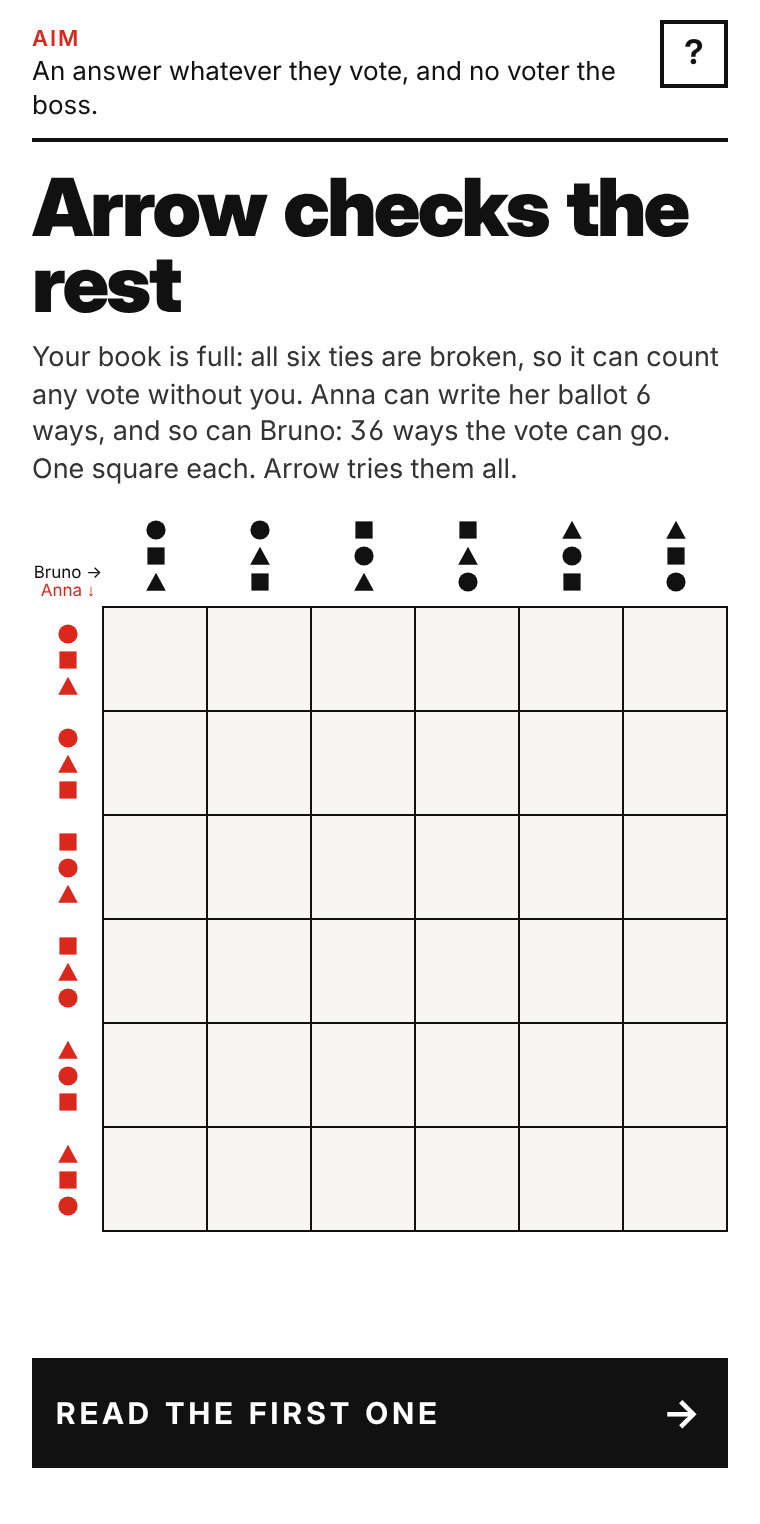 AIM
An answer whatever they vote, and no voter the
boss.
?
Arrow checks the
rest
Your book is full: all six ties are broken, so it can count
any vote without you. Anna can write her ballot 6
ways, and so can Bruno: 36 ways the vote can go.
One square each. Arrow tries them all.
Bruno →
Anna ↓
READ THE FIRST ONE →